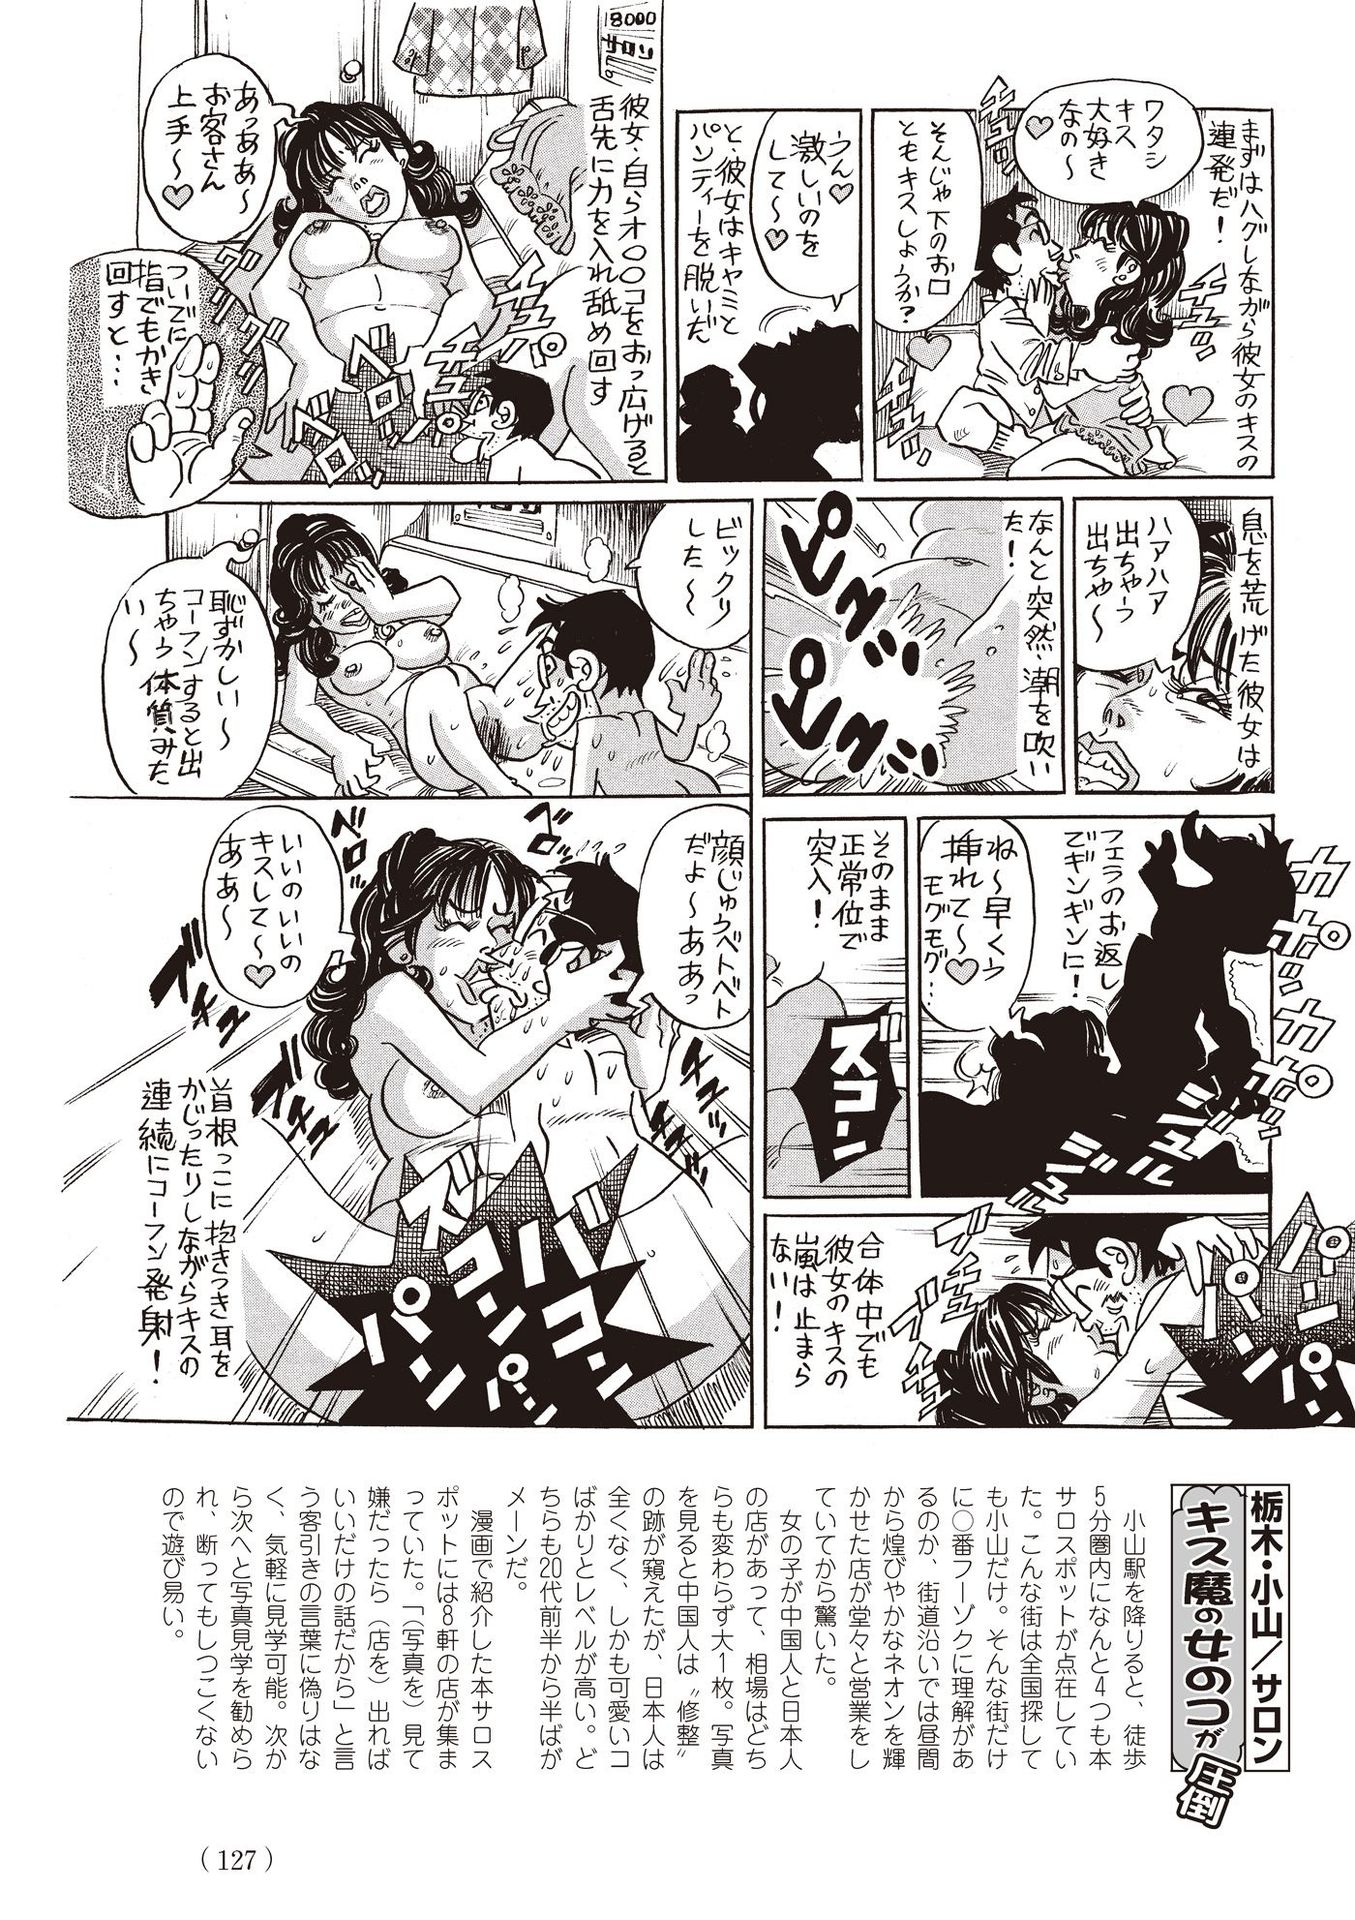 まずはハグしながら彼女のキスの
連発だ！
ワタシ
キス
大好き
なの〜
♡
そんじゃ下のお口
ともキスしようか？
うん♡
激しいのを
して〜♡
と、彼女はキャミと
パンティーを脱いだ
彼女、自らオ〇〇コをおっ広げると
舌先に力を入れ舐め回す
あっああ〜
お客さん
上手〜♡
ついでに
指でもかき
回すと…
息を荒げた彼女は
ハアハア
出ちゃう
出ちゃ〜
なんと突然、潮を吹い
た！
ピュッ
ピュッ
ビックリ
した〜
恥ずかしい〜
コーフンすると出
ちゃう体質みた
い〜
フェラのお返し
でギンギンに！
カポッ
カポッ
ね〜早くぅ
挿れて〜♡
モグモグ…
そのまま
正常位で
突入！
ズコン
合体中でも
彼女のキスの
嵐は止まら
ない！
パン
パン
顔じゅうベトベト
だよ〜ああっ
いいのいいの
キスして〜♡
ああ〜
首根っこに抱きつき耳を
かじったりしながらキスの
連続にコーフン発射！
ズコンバコン
パンパン
栃木・小山／サロン
キス魔の女のコが圧倒
小山駅を降りると、徒歩
5分圏内になんと4つも本
サロスポットが点在してい
た。こんな街は全国探して
も小山だけ。そんな街だけ
に〇番フーゾクに理解があ
るのか、街道沿いでは昼間
から煌びやかなネオンを輝
かせた店が堂々と営業をし
ていてから驚いた。
女の子が中国人と日本人
の店があって、相場はどち
らも変わらず大1枚。写真
を見ると中国人は〝修整〟
の跡が窺えたが、日本人は
全くなく、しかも可愛いコ
ばかりとレベルが高い。ど
ちらも20代前半から半ばが
メーンだ。
漫画で紹介した本サロス
ポットには8軒の店が集ま
っていた。「（写真を）見て
嫌だったら（店を）出れば
いいだけの話だから」と言
う客引きの言葉に偽りはな
く、気軽に見学可能。次か
ら次へと写真見学を勧めら
れ、断ってもしつこくない
ので遊び易い。
（127）